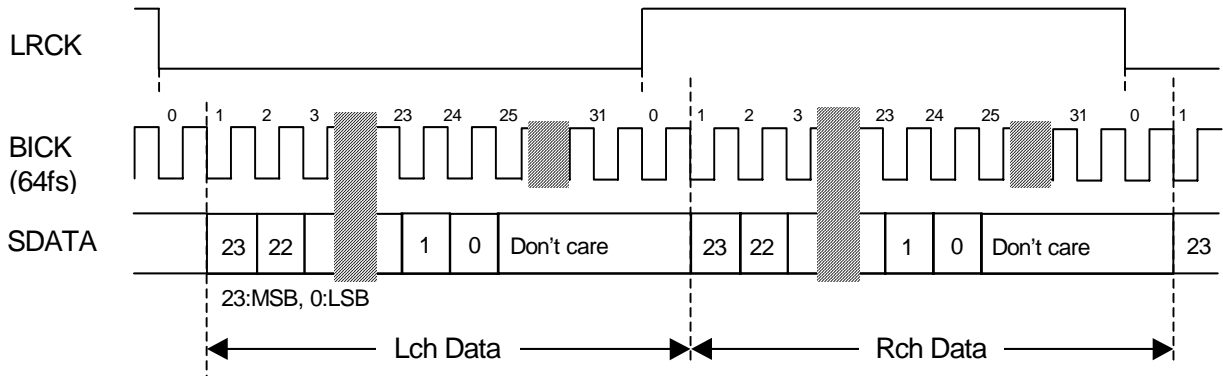 LRCK
0 1 2 3 23 24 25 31 0 1 2 3 23 24 25 31 0 1
BICK
(64fs)
SDATA
23 22 1 0 Don't care 23 22 1 0 Don't care 23
23:MSB, 0:LSB
Lch Data Rch Data